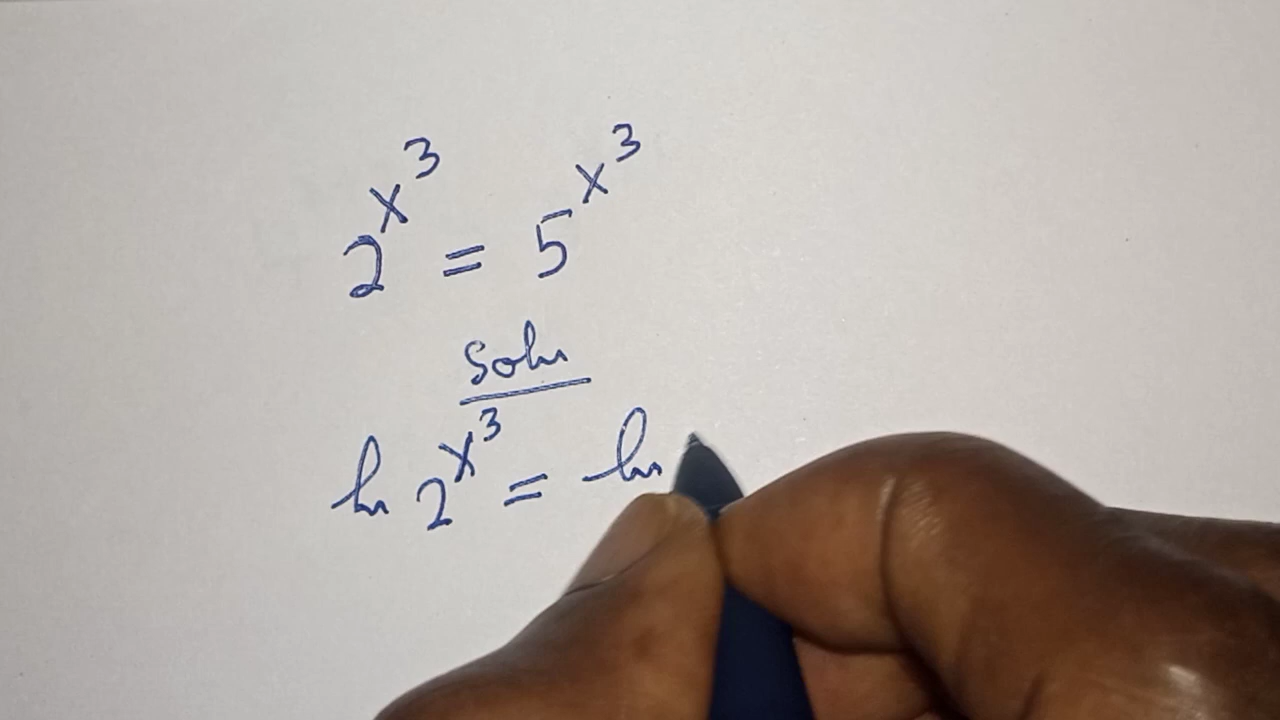 2^{x^3} = 5^{x^3}
Soln
ln 2^{x^3} = ln